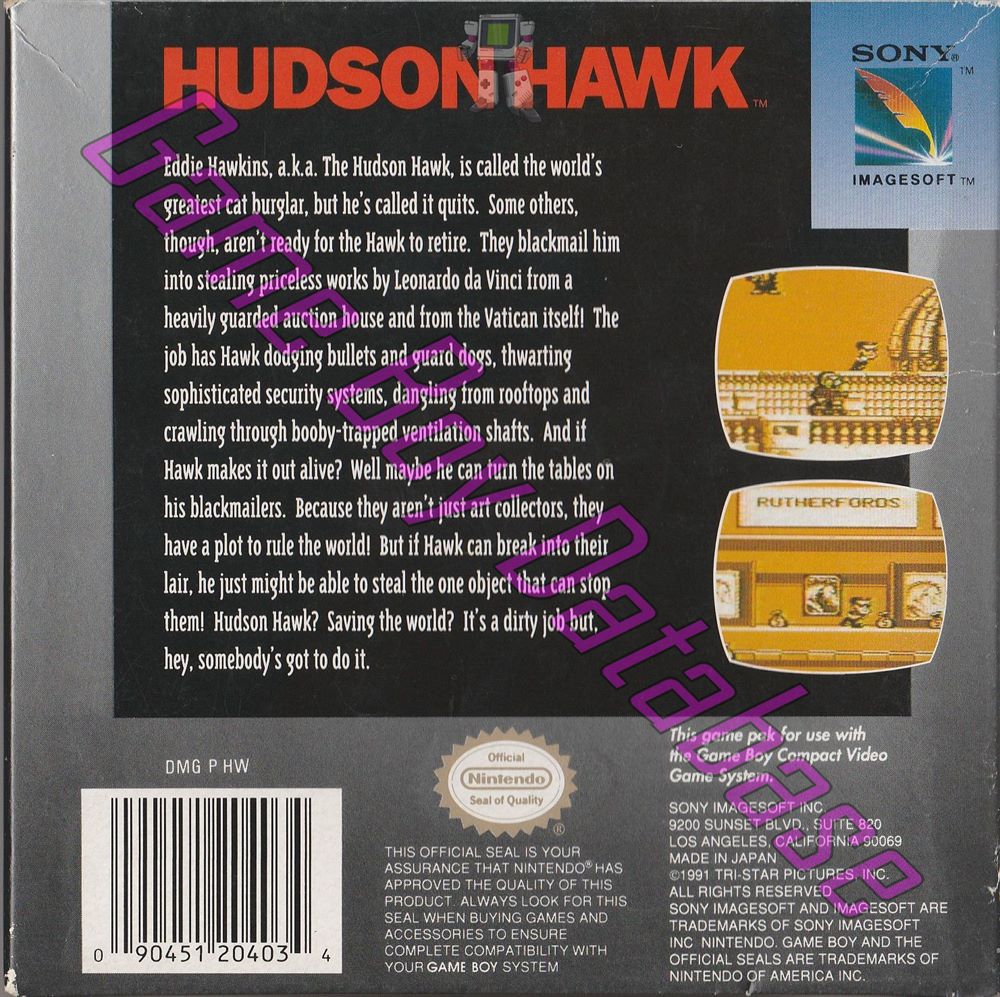 HUDSON HAWK™
SONY®
IMAGESOFT™
Eddie Hawkins, a.k.a. The Hudson Hawk, is called the world's
greatest cat burglar, but he's called it quits. Some others,
though, aren't ready for the Hawk to retire. They blackmail him
into stealing priceless works by Leonardo da Vinci from a
heavily guarded auction house and from the Vatican itself! The
job has Hawk dodging bullets and guard dogs, thwarting
sophisticated security systems, dangling from rooftops and
crawling through booby-trapped ventilation shafts. And if
Hawk makes it out alive? Well maybe he can turn the tables on
his blackmailers. Because they aren't just art collectors, they
have a plot to rule the world! But if Hawk can break into their
lair, he just might be able to steal the one object that can stop
them! Hudson Hawk? Saving the world? It's a dirty job but,
hey, somebody's got to do it.
RUTHERFORDS
Game Boy Database
DMG P HW
0 90451 20403 4
Official
Nintendo
Seal of Quality
®
THIS OFFICIAL SEAL IS YOUR
ASSURANCE THAT NINTENDO® HAS
APPROVED THE QUALITY OF THIS
PRODUCT. ALWAYS LOOK FOR THIS
SEAL WHEN BUYING GAMES AND
ACCESSORIES TO ENSURE
COMPLETE COMPATIBILITY WITH
YOUR GAME BOY SYSTEM
This game pak for use with
the Game Boy Compact Video
Game System.
SONY IMAGESOFT INC.
9200 SUNSET BLVD., SUITE 820
LOS ANGELES, CALIFORNIA 90069
MADE IN JAPAN
©1991 TRI-STAR PICTURES, INC.
ALL RIGHTS RESERVED
SONY IMAGESOFT AND IMAGESOFT ARE
TRADEMARKS OF SONY IMAGESOFT
INC NINTENDO. GAME BOY AND THE
OFFICIAL SEALS ARE TRADEMARKS OF
NINTENDO OF AMERICA INC.